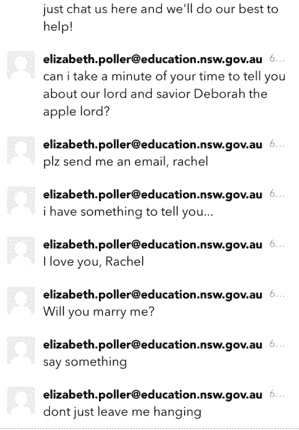 just chat us here and we'll do our best to
help!
elizabeth.poller@education.nsw.gov.au 6...
can i take a minute of your time to tell you
about our lord and savior Deborah the
apple lord?
elizabeth.poller@education.nsw.gov.au 6...
plz send me an email, rachel
elizabeth.poller@education.nsw.gov.au 6...
i have something to tell you...
elizabeth.poller@education.nsw.gov.au 6...
I love you, Rachel
elizabeth.poller@education.nsw.gov.au 6...
Will you marry me?
elizabeth.poller@education.nsw.gov.au 6...
say something
elizabeth.poller@education.nsw.gov.au 6...
dont just leave me hanging